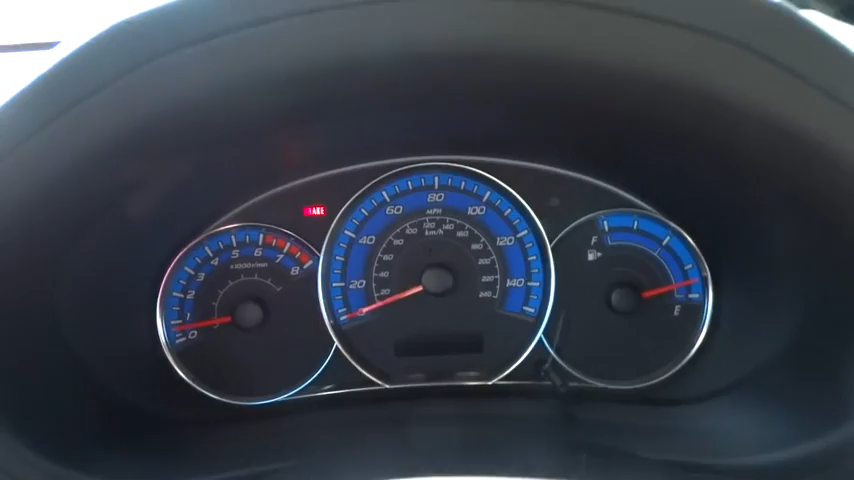 BRAKE
0 1 2 3 4 5 6 7 8
x1000r/min
0 20 40 60 80 100 120 140
MPH
km/h
20 40 60 80 100 120 140 160 180 200 220 240
F
E